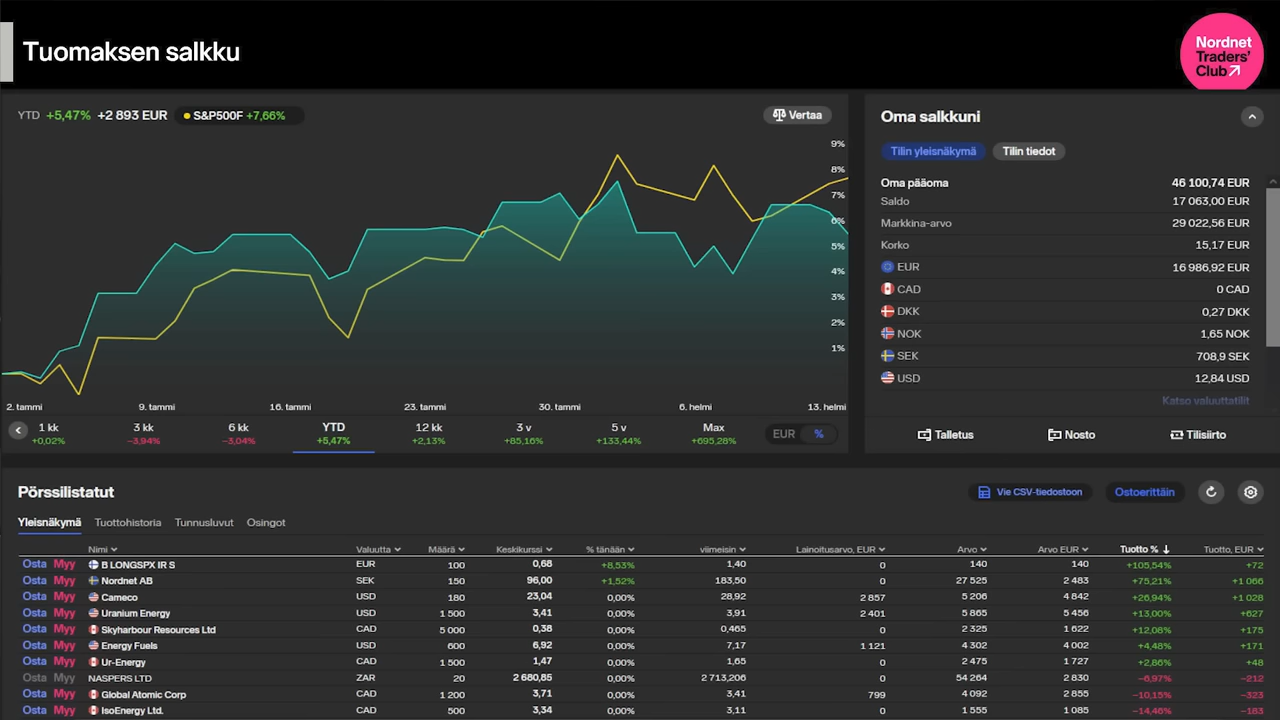 Tuomaksen salkku
Nordnet
Traders'
Club
YTD +5,47% +2 893 EUR S&P500F +7,66% Vertaa
9%
8%
7%
6%
5%
4%
3%
2%
1%
2. tammi 9. tammi 16. tammi 23. tammi 30. tammi 6. helmi 13. helmi
1 kk 3 kk 6 kk YTD 12 kk 3 v 5 v Max
+0,02% –3,94% –3,04% +5,47% +2,13% +85,16% +133,44% +695,28%
EUR %
Oma salkkuni
Tilin yleisnäkymä Tilin tiedot
Oma pääoma 46 100,74 EUR
Saldo 17 063,00 EUR
Markkina-arvo 29 022,56 EUR
Korko 15,17 EUR
EUR 16 986,92 EUR
CAD 0 CAD
DKK 0,27 DKK
NOK 1,65 NOK
SEK 708,9 SEK
USD 12,84 USD
Katso valuuttatilit
Talletus Nosto Tilisiirto
Pörssilistatut Vie CSV-tiedostoon Ostoerittäin
Yleisnäkymä Tuottohistoria Tunnusluvut Osingot
Nimi Valuutta Määrä Keskikurssi % tänään viimeisin Lainoitusarvo, EUR Arvo Arvo EUR Tuotto % Tuotto, EUR
Osta Myy B LONGSPX IR S EUR 100 0,68 +8,53% 1,40 0 140 140 +105,54% +72
Osta Myy Nordnet AB SEK 150 96,00 +1,52% 183,50 0 27 525 2 483 +75,21% +1 066
Osta Myy Cameco USD 180 23,04 0,00% 28,92 2 857 5 206 4 842 +26,94% +1 028
Osta Myy Uranium Energy USD 1 500 3,41 0,00% 3,91 2 401 5 865 5 456 +13,00% +627
Osta Myy Skyharbour Resources Ltd CAD 5 000 0,38 0,00% 0,465 0 2 325 1 622 +12,08% +175
Osta Myy Energy Fuels USD 600 6,92 0,00% 7,17 1 121 4 302 4 002 +4,48% +171
Osta Myy Ur-Energy CAD 1 500 1,47 0,00% 1,65 0 2 475 1 727 +2,86% +48
Osta Myy NASPERS LTD ZAR 20 2 680,85 0,00% 2 713,206 0 54 264 2 830 –6,97% –212
Osta Myy Global Atomic Corp CAD 1 200 3,71 0,00% 3,41 799 4 092 2 855 –10,15% –323
Osta Myy IsoEnergy Ltd. CAD 500 3,34 0,00% 3,11 0 1 555 1 085 –14,46% –183